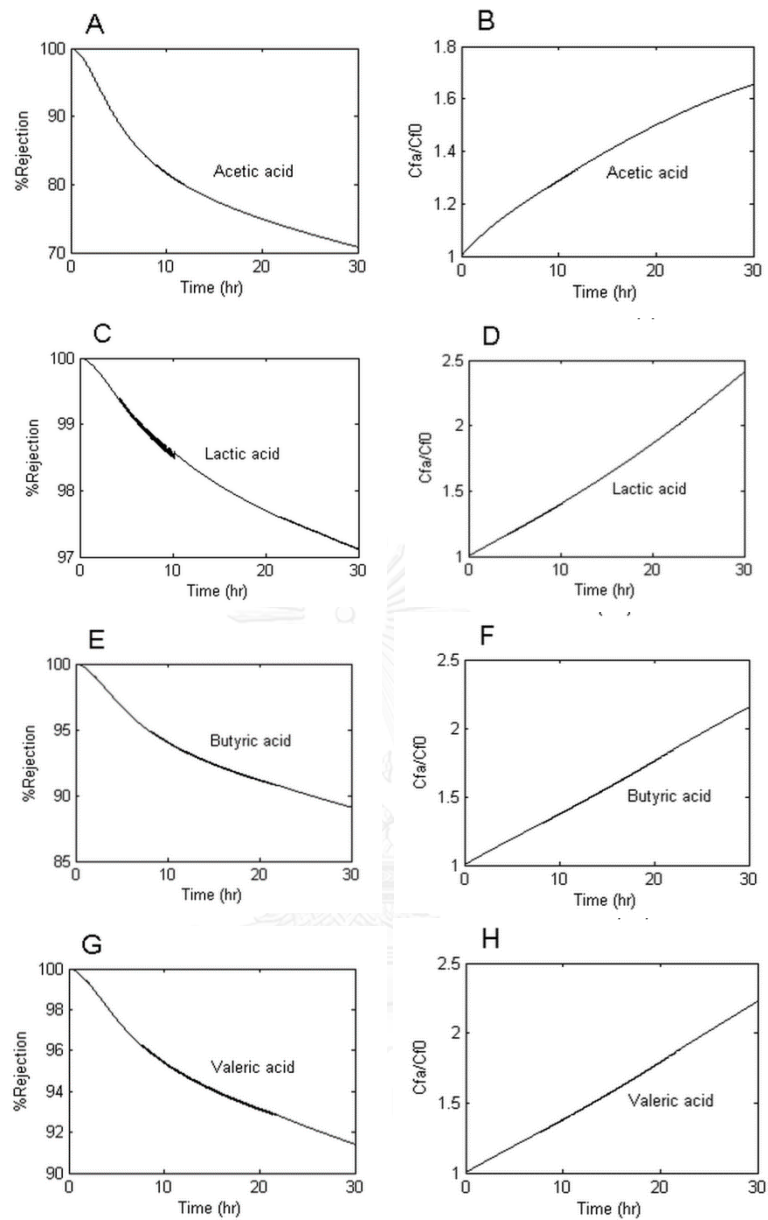 A
100
90
80
70
%Rejection
Acetic acid
0
10
20
30
Time (hr)
B
1.8
1.6
1.4
1.2
1
Cfa/Cf0
Acetic acid
0
10
20
30
Time (hr)
C
100
99
98
97
%Rejection
Lactic acid
0
10
20
30
Time (hr)
D
2.5
2
1.5
1
Cfa/Cf0
Lactic acid
0
10
20
30
Time (hr)
E
100
95
90
85
%Rejection
Butyric acid
0
10
20
30
Time (hr)
F
2.5
2
1.5
1
Cfa/Cf0
Butyric acid
0
10
20
30
Time (hr)
G
100
98
96
94
92
90
%Rejection
Valeric acid
0
10
20
30
Time (hr)
H
2.5
2
1.5
1
Cfa/Cf0
Valeric acid
0
10
20
30
Time (hr)